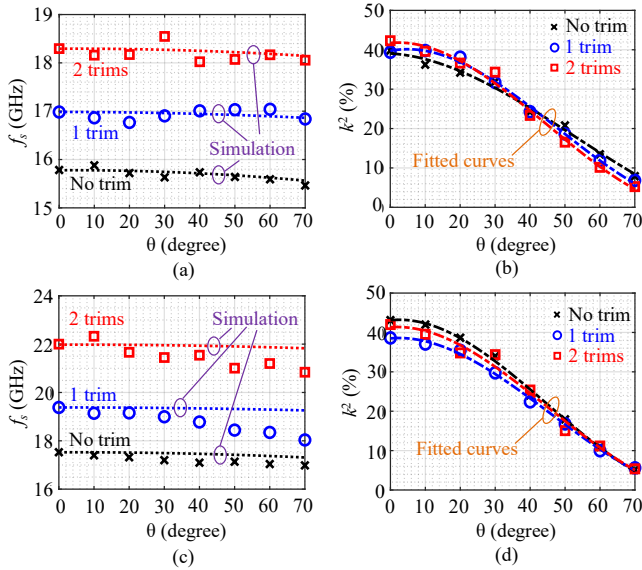 19
18
17
16
15
f_s (GHz)
2 trims
1 trim
No trim
Simulation
0 10 20 30 40 50 60 70
θ (degree)
(a)
50
40
30
20
10
0
k² (%)
No trim
1 trim
2 trims
Fitted curves
0 10 20 30 40 50 60 70
θ (degree)
(b)
24
22
20
18
16
f_s (GHz)
2 trims
Simulation
1 trim
No trim
0 10 20 30 40 50 60 70
θ (degree)
(c)
50
40
30
20
10
0
k² (%)
No trim
1 trim
2 trims
Fitted curves
0 10 20 30 40 50 60 70
θ (degree)
(d)